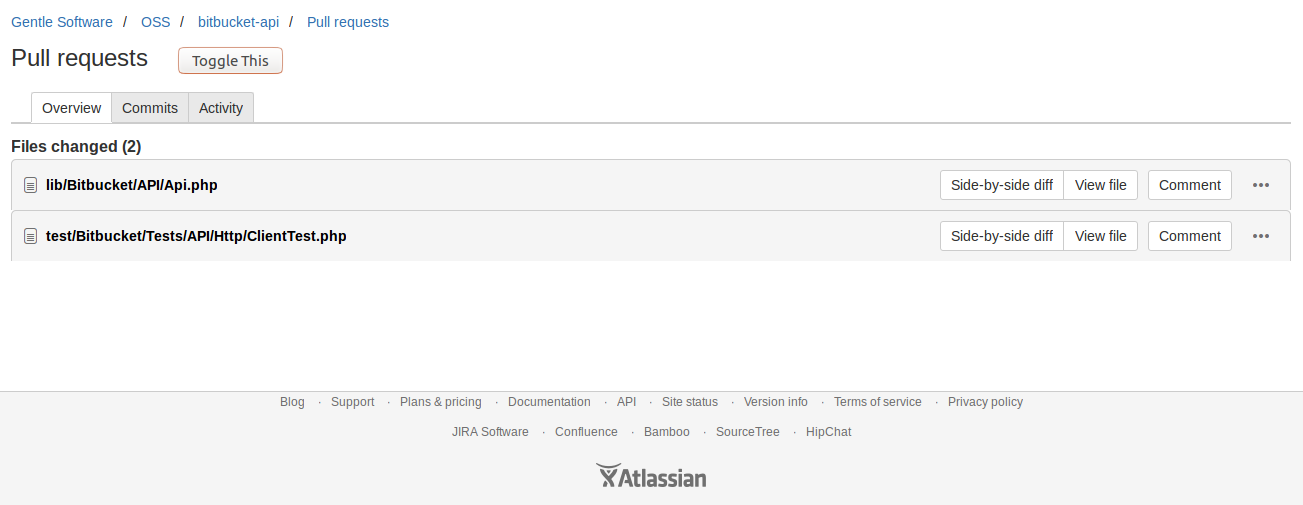 Gentle Software / OSS / bitbucket-api / Pull requests
Pull requests Toggle This
Overview Commits Activity
Files changed (2)
lib/Bitbucket/API/Api.php Side-by-side diff View file Comment •••
test/Bitbucket/Tests/API/Http/ClientTest.php Side-by-side diff View file Comment •••
Blog · Support · Plans & pricing · Documentation · API · Site status · Version info · Terms of service · Privacy policy
JIRA Software · Confluence · Bamboo · SourceTree · HipChat
Atlassian